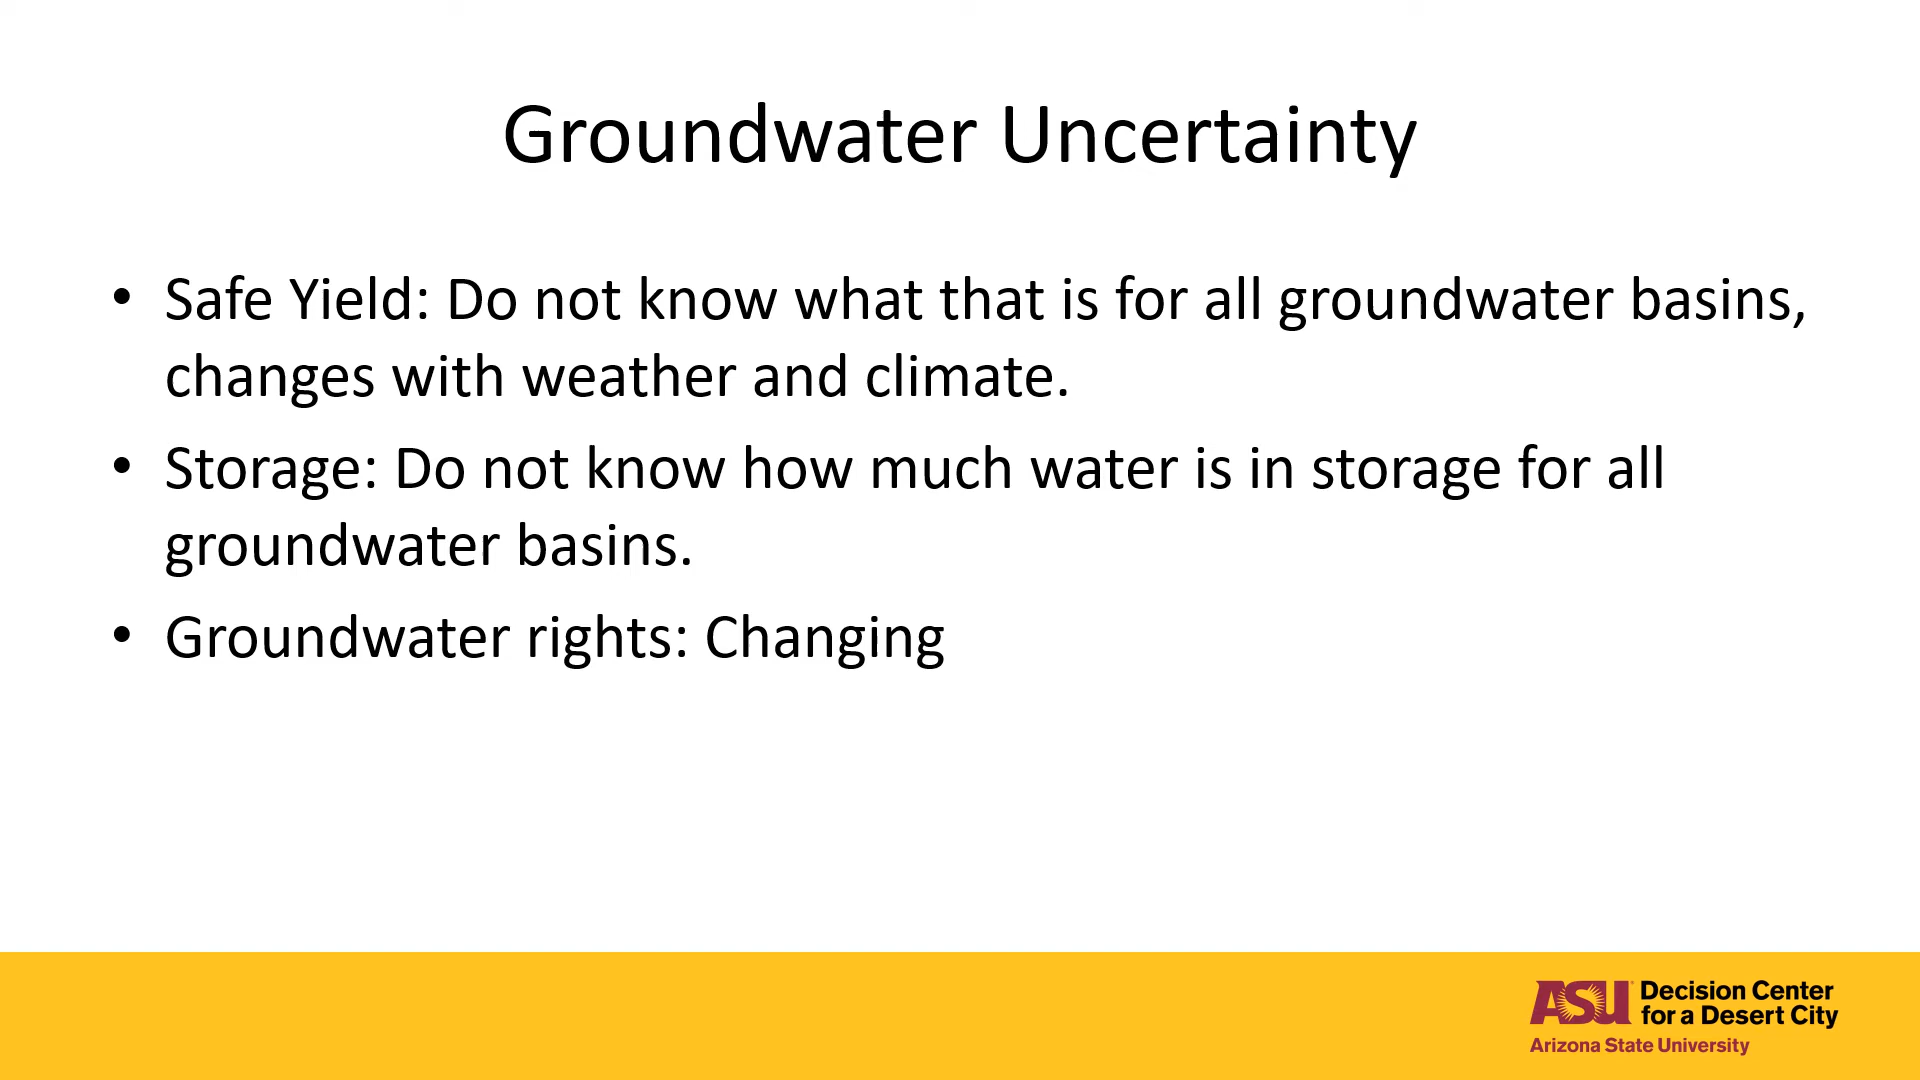 Groundwater Uncertainty
• Safe Yield: Do not know what that is for all groundwater basins,
changes with weather and climate.
• Storage: Do not know how much water is in storage for all
groundwater basins.
• Groundwater rights: Changing
ASU Decision Center
for a Desert City
Arizona State University